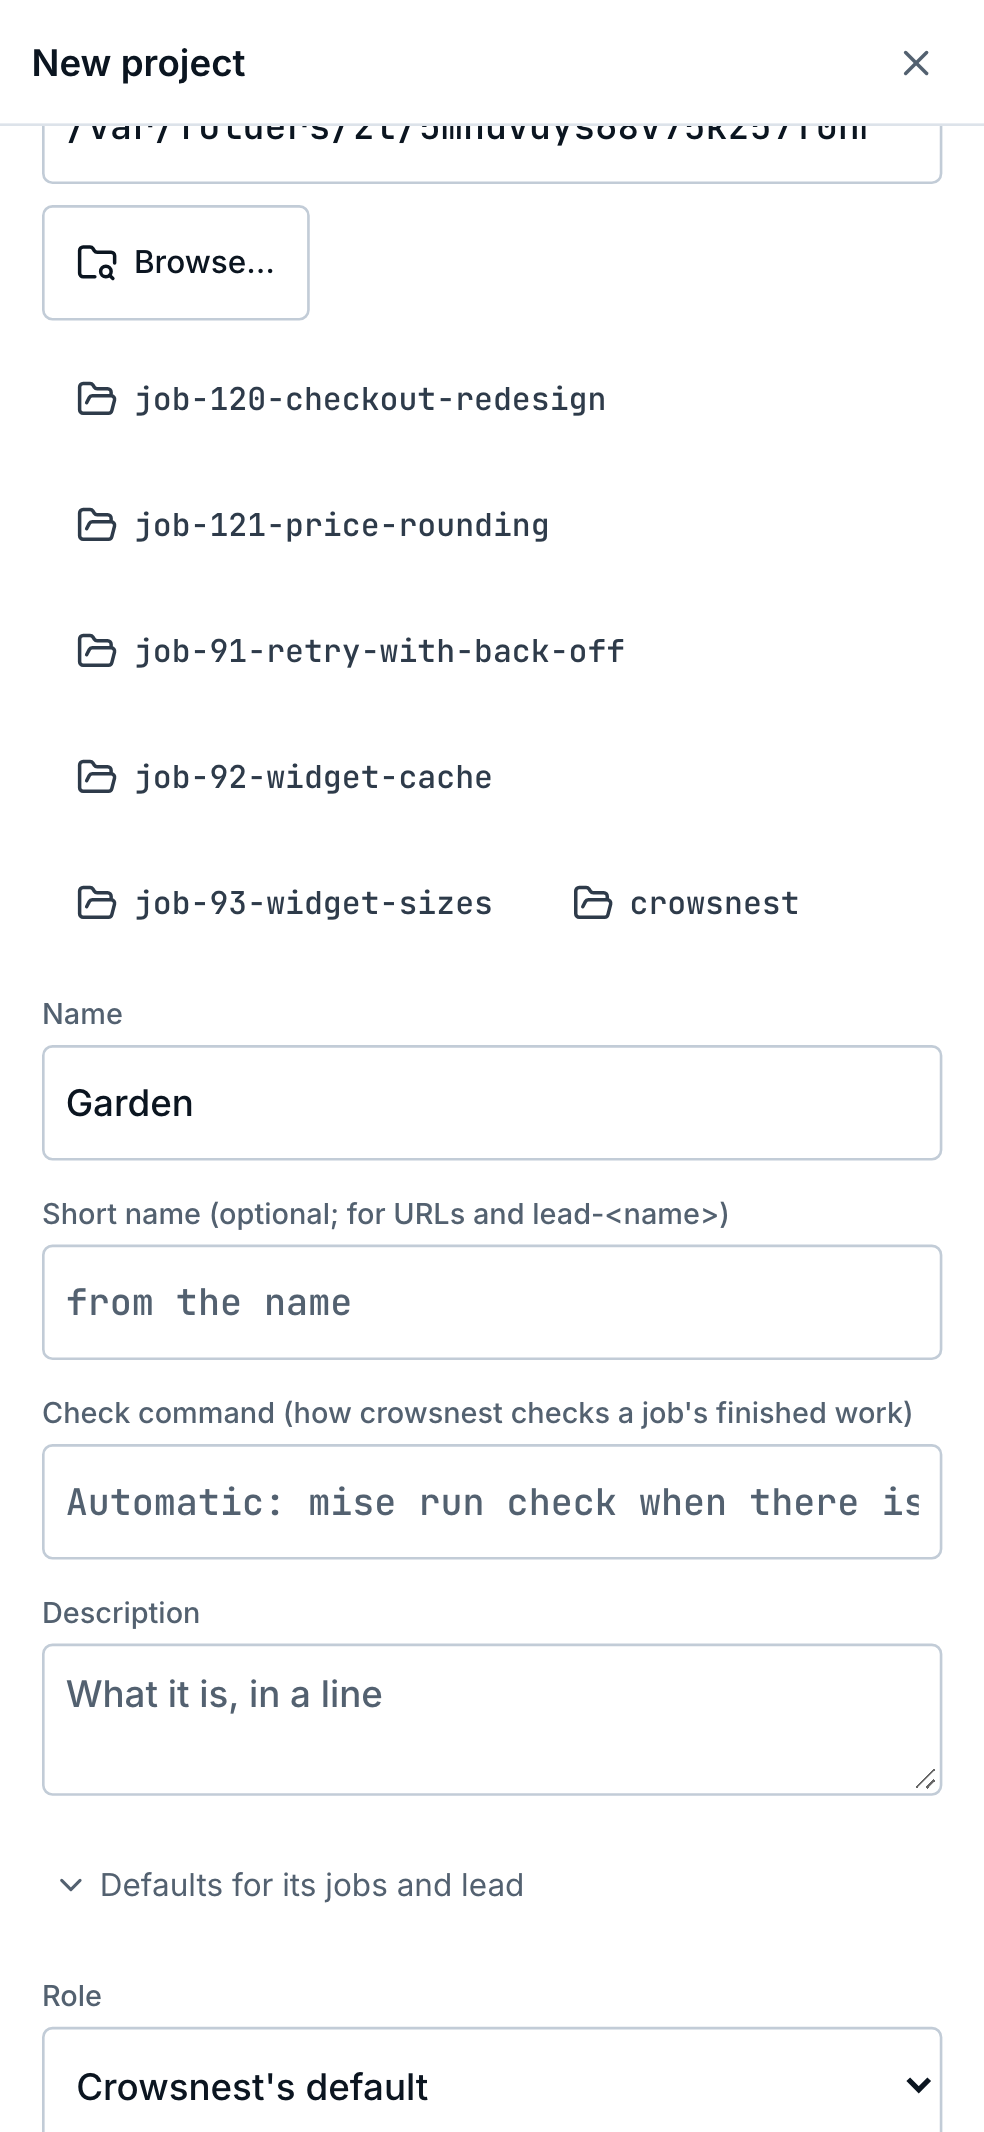 New project
Browse...
job-120-checkout-redesign
job-121-price-rounding
job-91-retry-with-back-off
job-92-widget-cache
job-93-widget-sizes
crowsnest
Name
Garden
Short name (optional; for URLs and lead-<name>)
from the name
Check command (how crowsnest checks a job's finished work)
Automatic: mise run check when there is
Description
What it is, in a line
Defaults for its jobs and lead
Role
Crowsnest's default